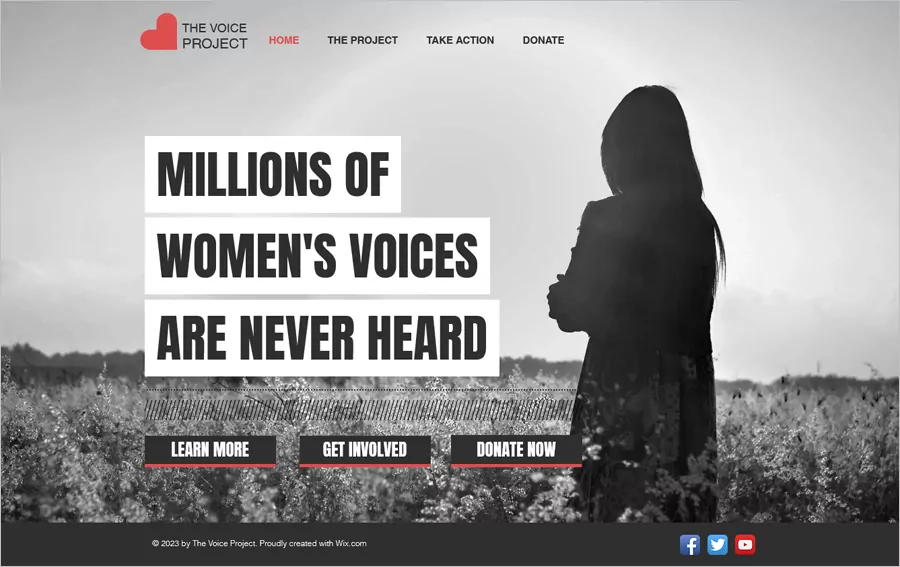 THE VOICE
PROJECT
HOME THE PROJECT TAKE ACTION DONATE
MILLIONS OF
WOMEN'S VOICES
ARE NEVER HEARD
LEARN MORE GET INVOLVED DONATE NOW
© 2023 by The Voice Project. Proudly created with Wix.com